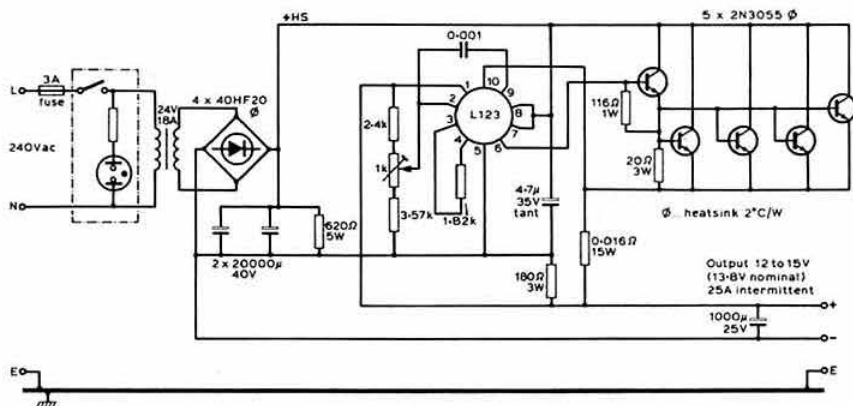 +HS
5 x 2N3055 Ø
0·001
L
3A
fuse
24V
18A
4 x 40HF20
Ø
240Vac
N
2 x 20000µ
40V
620Ω
5W
2·4k
1k
3·57k
1·82k
1
2
3
4
5
6
7
8
9
10
L123
4·7µ
35V
tant
180Ω
3W
0·016Ω
15W
116Ω
1W
20Ω
3W
Ø... heatsink 2°C/W
Output 12 to 15V
(13·8V nominal)
25A intermittent
1000µ
25V
+
−
E
E